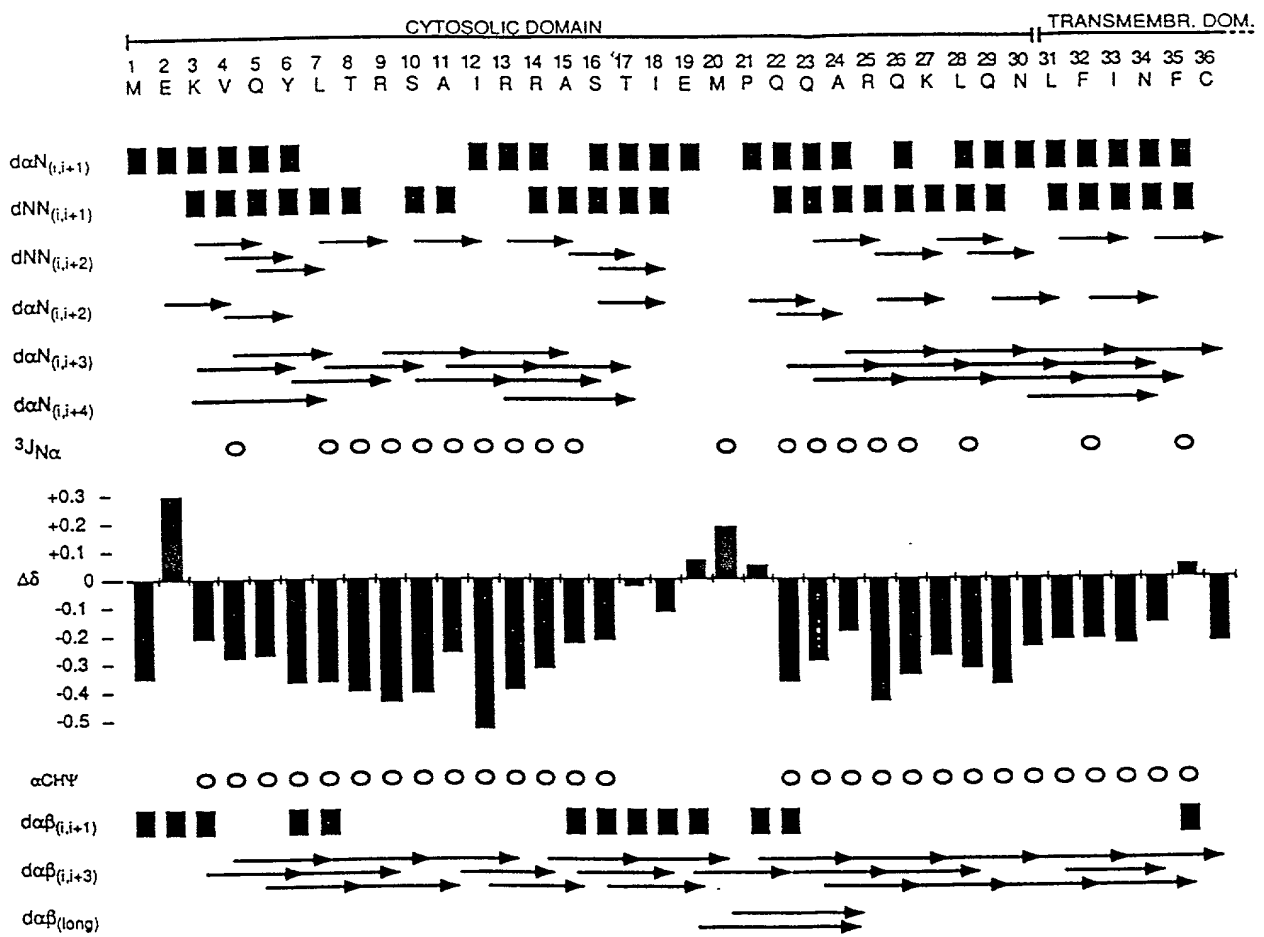 CYTOSOLIC DOMAIN
TRANSMEMBR. DOM.
1 2 3 4 5 6 7 8 9 10 11 12 13 14 15 16 17 18 19 20 21 22 23 24 25 26 27 28 29 30 31 32 33 34 35 36
M E K V Q Y L T R S A I R R A S T I E M P Q Q A R Q K L Q N L F I N F C
dαN(i,i+1)
dNN(i,i+1)
dNN(i,i+2)
dαN(i,i+2)
dαN(i,i+3)
dαN(i,i+4)
3JNα
+0.3
+0.2
+0.1
Δδ 0
-0.1
-0.2
-0.3
-0.4
-0.5
αCHΨ
dαβ(i,i+1)
dαβ(i,i+3)
dαβ(long)